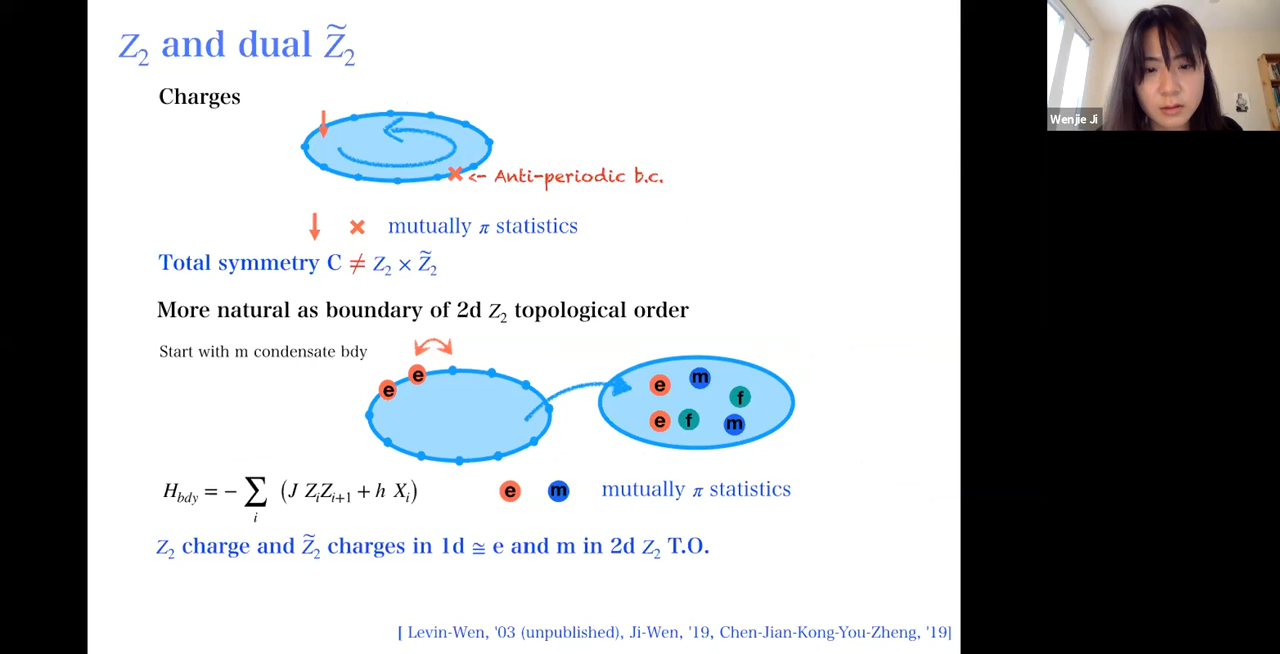 Z₂ and dual Z̃₂
Charges
<- Anti-periodic b.c.
mutually π statistics
Total symmetry C ≠ Z₂ × Z̃₂
More natural as boundary of 2d Z₂ topological order
Start with m condensate bdy
e e
e m f
e f m
H_bdy = − ∑_i (J Z_i Z_{i+1} + h X_i)
e m mutually π statistics
Z₂ charge and Z̃₂ charges in 1d ≅ e and m in 2d Z₂ T.O.
[ Levin-Wen, '03 (unpublished), Ji-Wen, '19, Chen-Jian-Kong-You-Zheng, '19]
Wenjie Ji